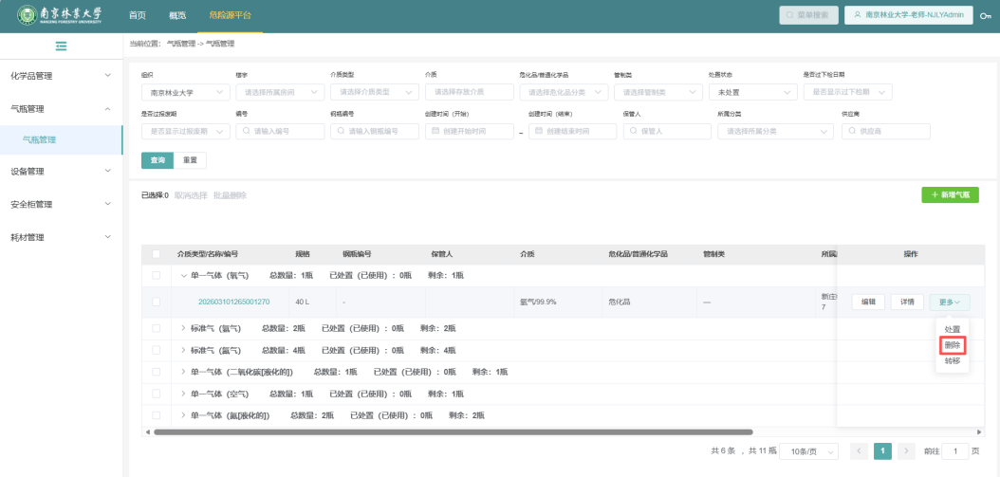 南京林业大学
NANJING FORESTRY UNIVERSITY
首页 概览 危险源平台 菜单搜索 南京林业大学-老师-NJLYAdmin
当前位置: 气瓶管理 -> 气瓶管理
化学品管理
气瓶管理
气瓶管理
设备管理
安全柜管理
耗材管理
组织 楼宇 介质类型 介质 危化品/普通化学品 管制类 处置状态 是否过下检日期
南京林业大学 请选择所属房间 请选择介质类型 请选择存放介质 请选择危化品分类 请选择管制类 未处置 是否显示过下检期
是否过报废期 编号 钢瓶编号 创建时间（开始） 创建时间（结束） 保管人 所属分类 供应商
是否显示过报废期 请输入编号 请输入钢瓶编号 创建开始时间 - 创建结束时间 保管人 请选择所属分类 供应商
查询 重置
已选择:0 取消选择 批量删除 + 新增气瓶
介质类型/名称/编号 规格 钢瓶编号 保管人 介质 危化品/普通化学品 管制类 所属 操作
单一气体（氧气） 总数量：1瓶 已处置（已使用）：0瓶 剩余：1瓶
202603101265001270 40 L - 氩气/99.9% 危化品 — 新庄 7 编辑 详情 更多
标准气（氩气） 总数量：2瓶 已处置（已使用）：0瓶 剩余：2瓶
处置
删除
转移
标准气（氮气） 总数量：4瓶 已处置（已使用）：0瓶 剩余：4瓶
单一气体（二氧化碳[液化的]） 总数量：1瓶 已处置（已使用）：0瓶 剩余：1瓶
单一气体（空气） 总数量：1瓶 已处置（已使用）：0瓶 剩余：1瓶
单一气体（氮[液化的]） 总数量：2瓶 已处置（已使用）：0瓶 剩余：2瓶
共 6 条 ，共 11 瓶 10条/页 < 1 > 前往 1 页